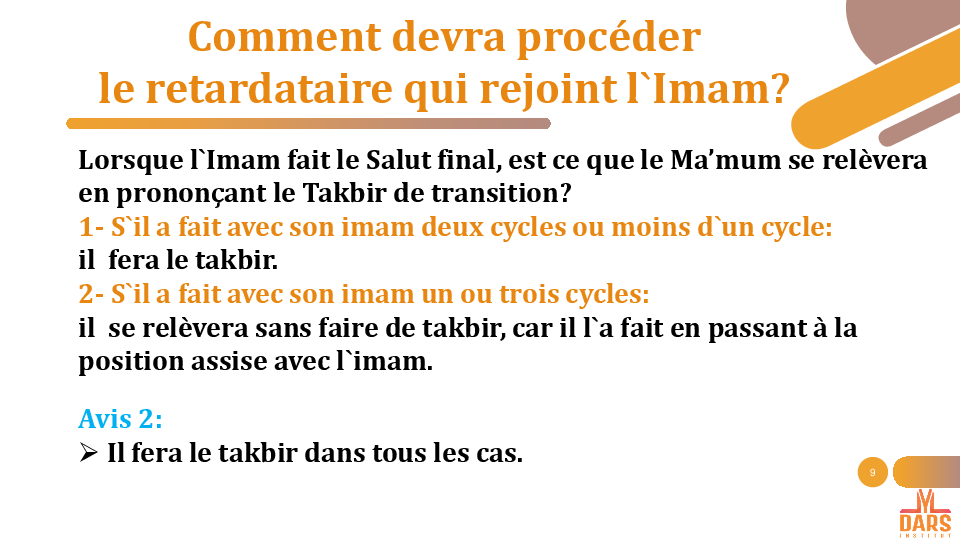 Comment devra procéder
le retardataire qui rejoint l`Imam?
Lorsque l`Imam fait le Salut final, est ce que le Ma’mum se relèvera
en prononçant le Takbir de transition?
1- S`il a fait avec son imam deux cycles ou moins d`un cycle:
il  fera le takbir.
2- S`il a fait avec son imam un ou trois cycles:
il  se relèvera sans faire de takbir, car il l`a fait en passant à la
position assise avec l`imam.
Avis 2:
➢ Il fera le takbir dans tous les cas.
9
DARS
INSTITUT